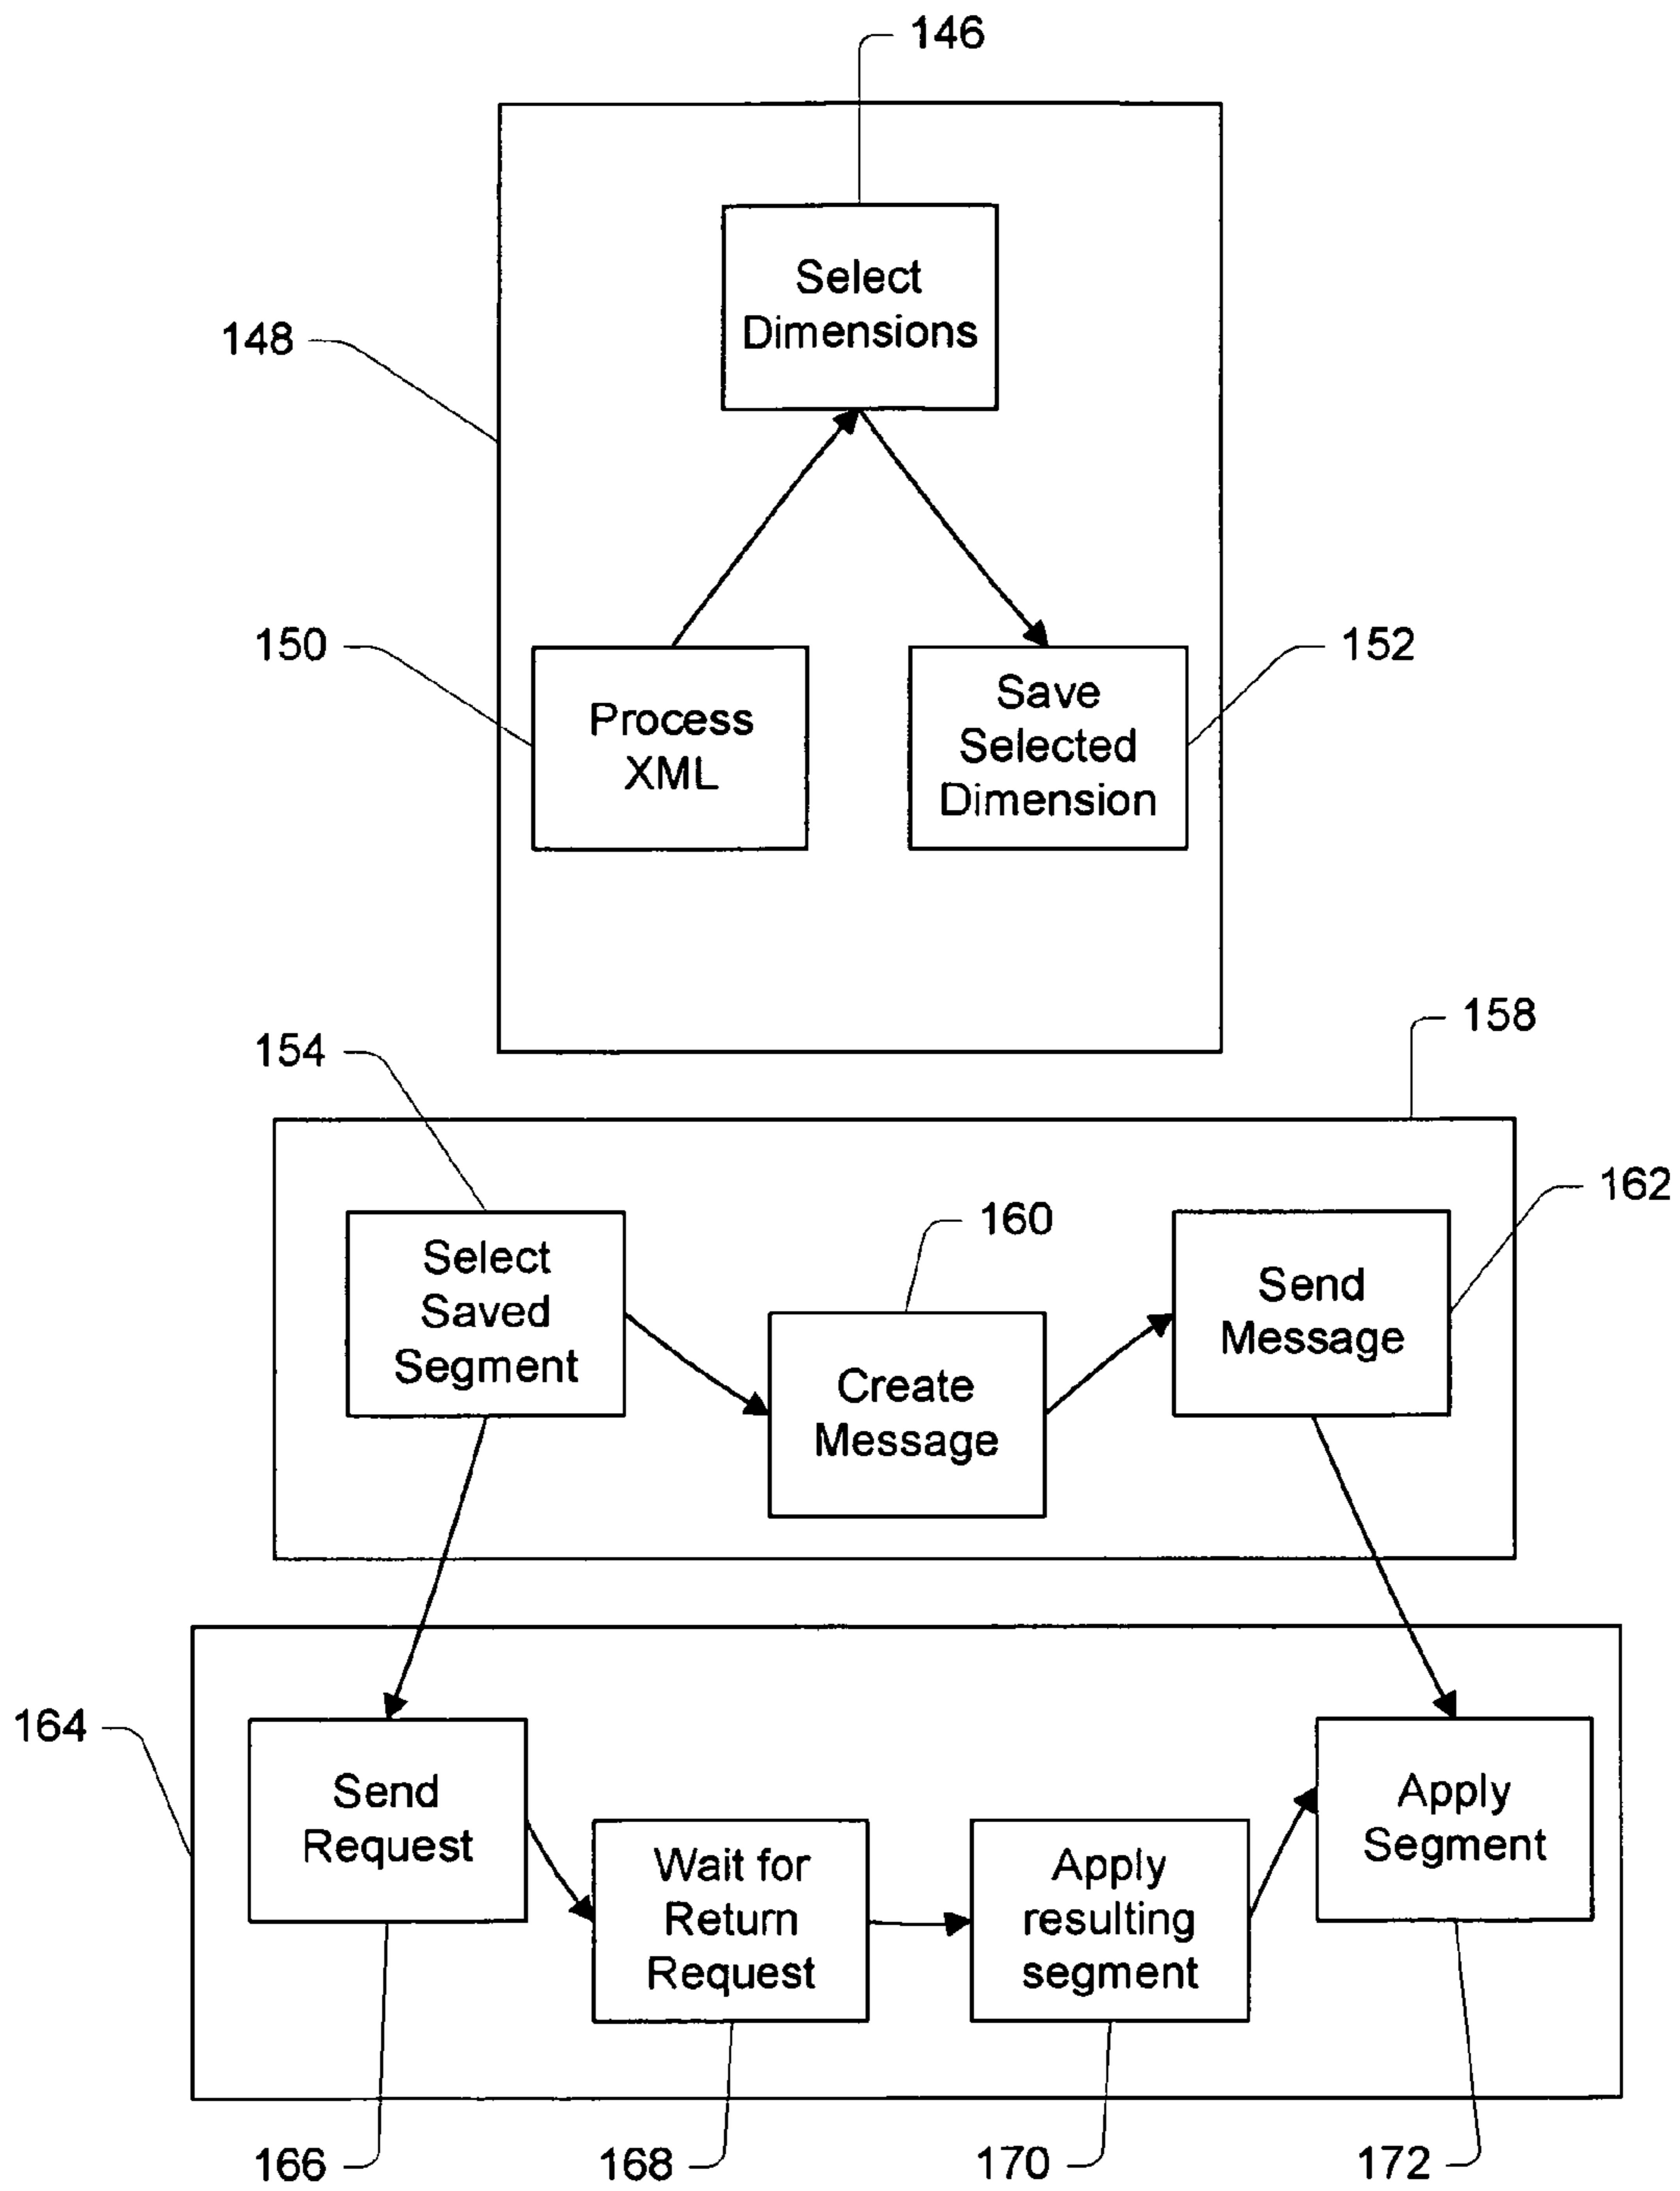 146
Select
Dimensions
148
150
Process
XML
152
Save
Selected
Dimension
158
154
Select
Saved
Segment
160
Create
Message
162
Send
Message
164
Send
Request
Wait for
Return
Request
Apply
resulting
segment
Apply
Segment
166
168
170
172